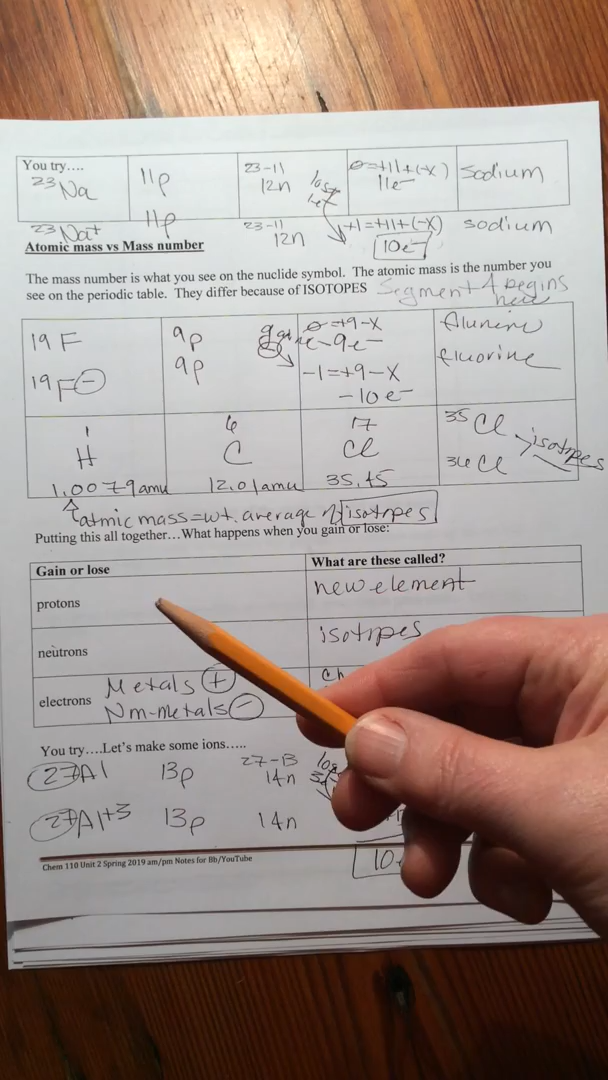 You try....
23Na 11p 23-11 12n lost 1e- 0=+11+(-x) 11e- sodium
23Na+ 11p 23-11 12n +1=+11+(-x) 10e- sodium
Atomic mass vs Mass number
The mass number is what you see on the nuclide symbol. The atomic mass is the number you
see on the periodic table. They differ because of ISOTOPES Segment 4 begins
here
19F 9p 0=+9-x -9e- flurine
19F- 9p -1=+9-x -10e- fluorine
1 6 17 35Cl
H C Cl isotopes
36Cl
1.0079amu 12.01amu 35.45
atmic mass=wt. average of isotopes
Putting this all together...What happens when you gain or lose:
Gain or lose What are these called?
protons new element
neutrons isotopes
electrons Metals + Ch
Nm-metals -
You try....Let's make some ions.....
27Al 13p 27-13 14n
27Al+3 13p 14n
10
Chem 110 Unit 2 Spring 2019 am/pm Notes for Bb/YouTube